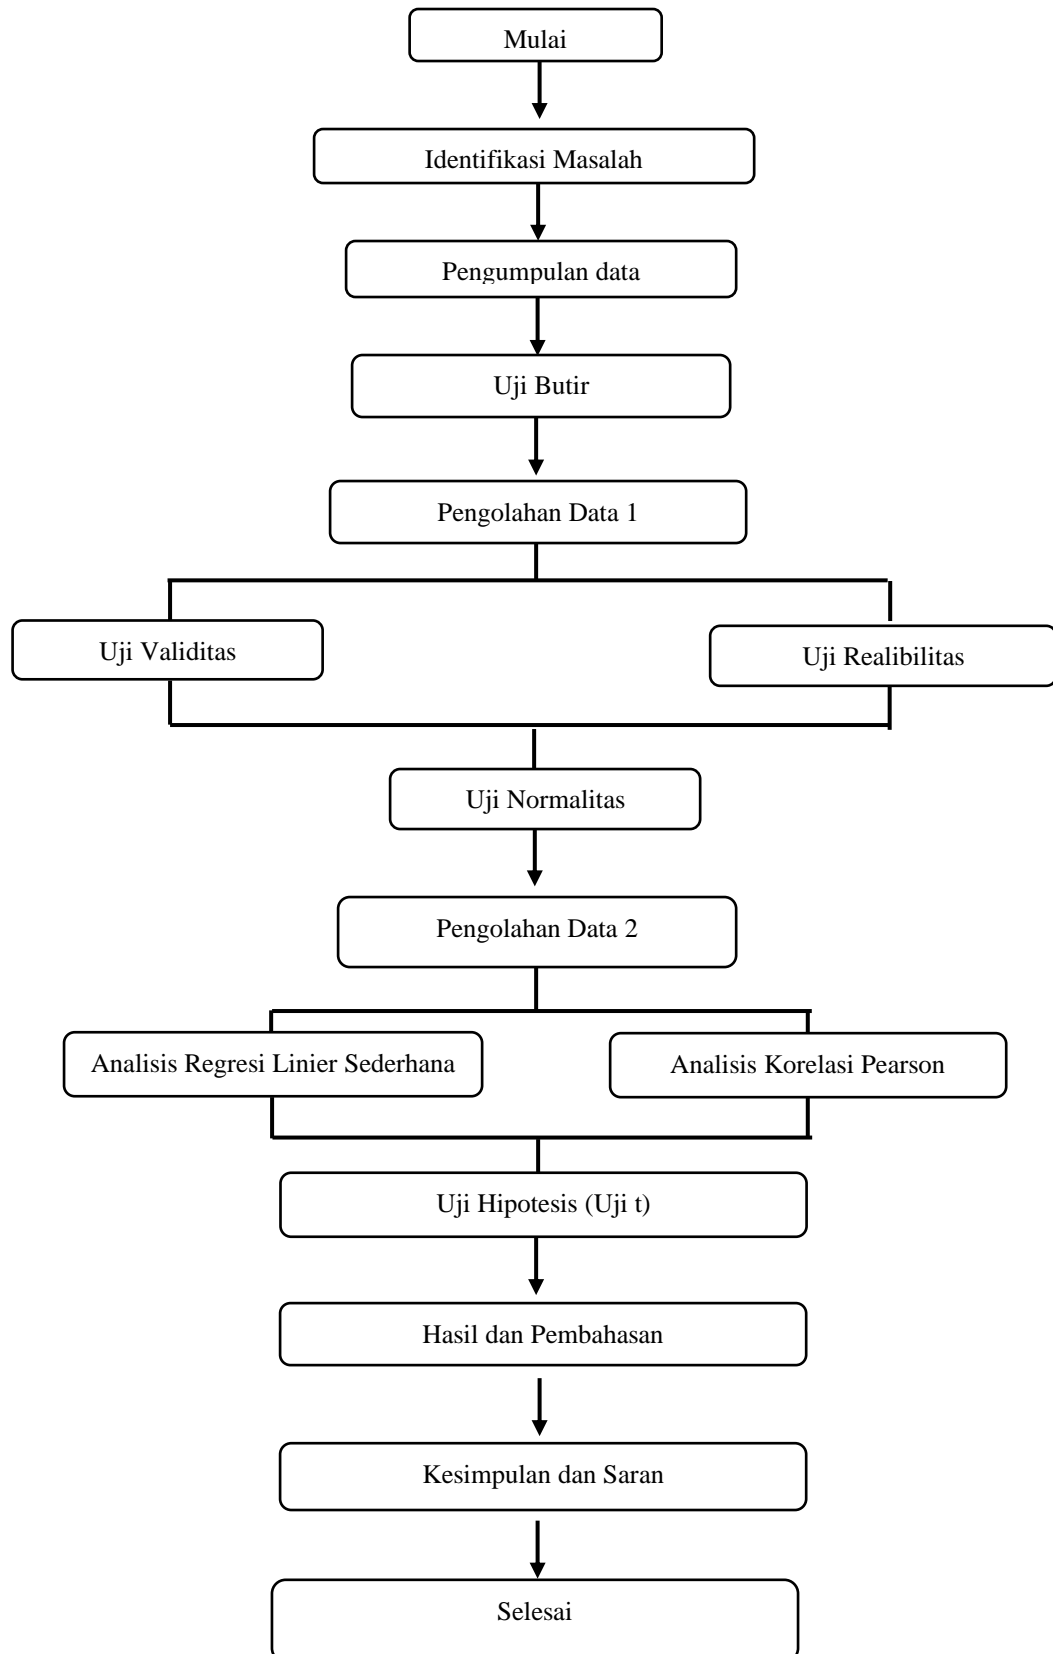 Mulai
Identifikasi Masalah
Pengumpulan data
Uji Butir
Pengolahan Data 1
Uji Validitas
Uji Realibilitas
Uji Normalitas
Pengolahan Data 2
Analisis Regresi Linier Sederhana
Analisis Korelasi Pearson
Uji Hipotesis (Uji t)
Hasil dan Pembahasan
Kesimpulan dan Saran
Selesai